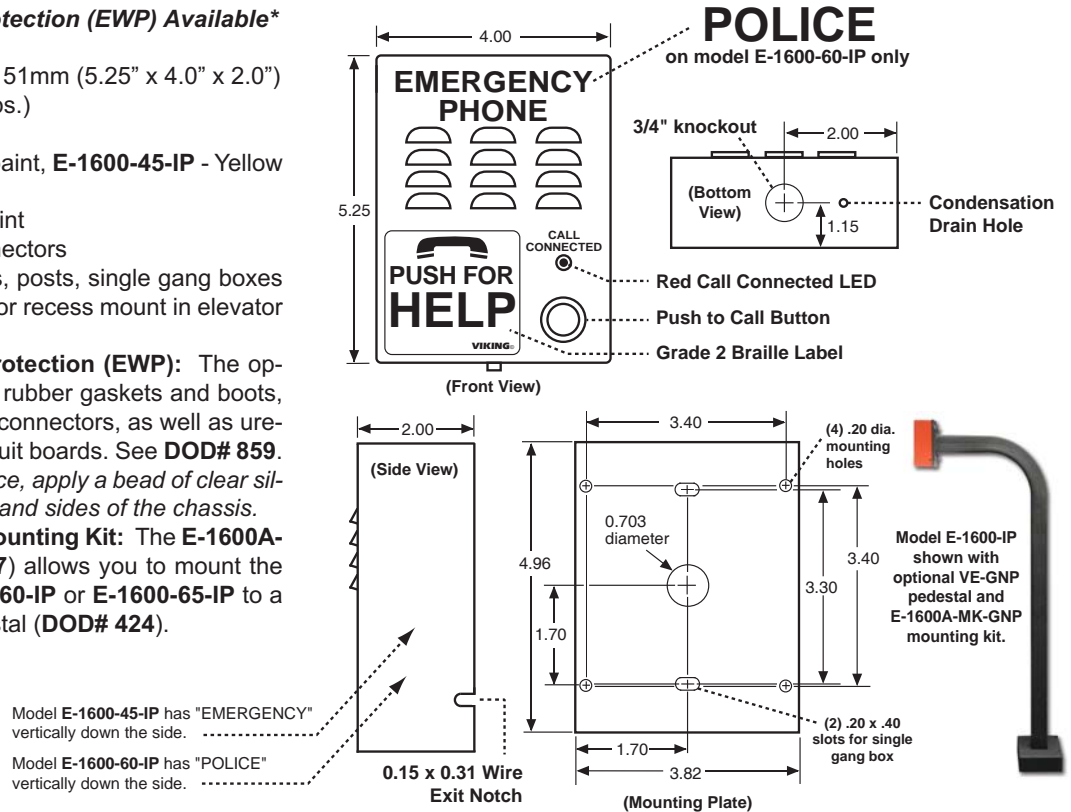 otection (EWP) Available*
51mm (5.25” x 4.0” x 2.0”)
os.)
aint, E-1600-45-IP - Yellow
int
nectors
s, posts, single gang boxes
or recess mount in elevator
rotection (EWP): The op-
rubber gaskets and boots,
connectors, as well as ure-
uit boards. See DOD# 859.
ce, apply a bead of clear sil-
and sides of the chassis.
ounting Kit: The E-1600A-
7) allows you to mount the
60-IP or E-1600-65-IP to a
stal (DOD# 424).
Model E-1600-45-IP has "EMERGENCY"
vertically down the side.
Model E-1600-60-IP has "POLICE"
vertically down the side.
4.00
5.25
EMERGENCY
PHONE
CALL
CONNECTED
PUSH FOR
HELP
VIKING
(Front View)
POLICE
on model E-1600-60-IP only
3/4" knockout
2.00
(Bottom
View)
1.15
Condensation
Drain Hole
Red Call Connected LED
Push to Call Button
Grade 2 Braille Label
2.00
(Side View)
0.15 x 0.31 Wire
Exit Notch
3.40
(4) .20 dia.
mounting
holes
0.703
diameter
4.96
1.70
3.30
3.40
1.70
3.82
(2) .20 x .40
slots for single
gang box
(Mounting Plate)
Model E-1600-IP
shown with
optional VE-GNP
pedestal and
E-1600A-MK-GNP
mounting kit.